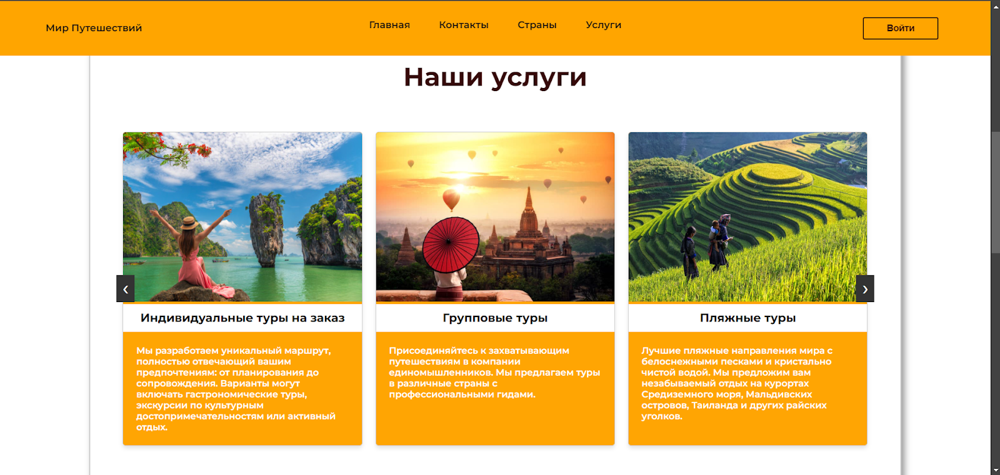 Мир Путешествий
Главная
Контакты
Страны
Услуги
Войти
Наши услуги
‹
›
Индивидуальные туры на заказ
Мы разработаем уникальный маршрут,
полностью отвечающий вашим
предпочтениям: от планирования до
сопровождения. Варианты могут
включать гастрономические туры,
экскурсии по культурным
достопримечательностям или активный
отдых.
Групповые туры
Присоединяйтесь к захватывающим
путешествиям в компании
единомышленников. Мы предлагаем туры
в различные страны с
профессиональными гидами.
Пляжные туры
Лучшие пляжные направления мира с
белоснежными песками и кристально
чистой водой. Мы предложим вам
незабываемый отдых на курортах
Средиземного моря, Мальдивских
островов, Таиланда и других райских
уголков.